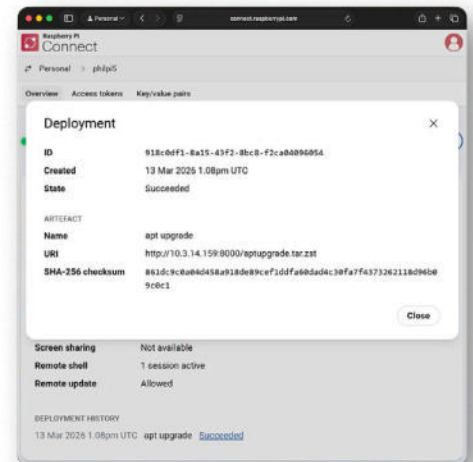 Personal
connect.raspberrypi.com
Raspberry Pi
Connect
Personal > philpi5
Overview Access tokens Key/value pairs
Deployment
ID 918c0df1-8a15-43f2-8bc8-f2ca04096054
Created 13 Mar 2026 1.08pm UTC
State Succeeded
ARTEFACT
Name apt upgrade
URI http://10.3.14.159:8000/aptupgrade.tar.zst
SHA-256 checksum 861dc9c0a04d458a918de89cef1ddfa60dad4c30fa7f4373262118d96b0
9c0c1
Close
Screen sharing Not available
Remote shell 1 session active
Remote update Allowed
DEPLOYMENT HISTORY
13 Mar 2026 1.08pm UTC apt upgrade Succeeded